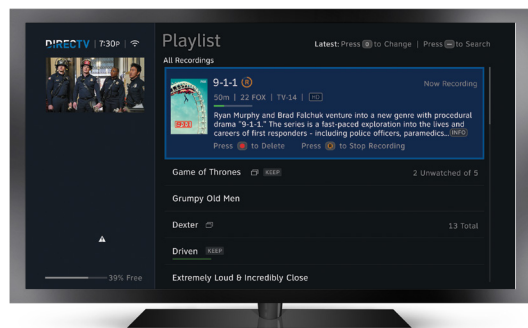 DIRECTV | 7:30P |
Playlist
Latest: Press to Change | Press to Search
All Recordings
9-1-1 R
Now Recording
50m | 22 FOX | TV-14 | HD
Ryan Murphy and Brad Falchuk venture into a new genre with procedural
drama "9-1-1." The series is a fast-paced exploration into the lives and
careers of first responders - including police officers, paramedics... INFO
Press to Delete Press to Stop Recording
Game of Thrones KEEP 2 Unwatched of 5
Grumpy Old Men
Dexter 13 Total
Driven KEEP
39% Free
Extremely Loud & Incredibly Close